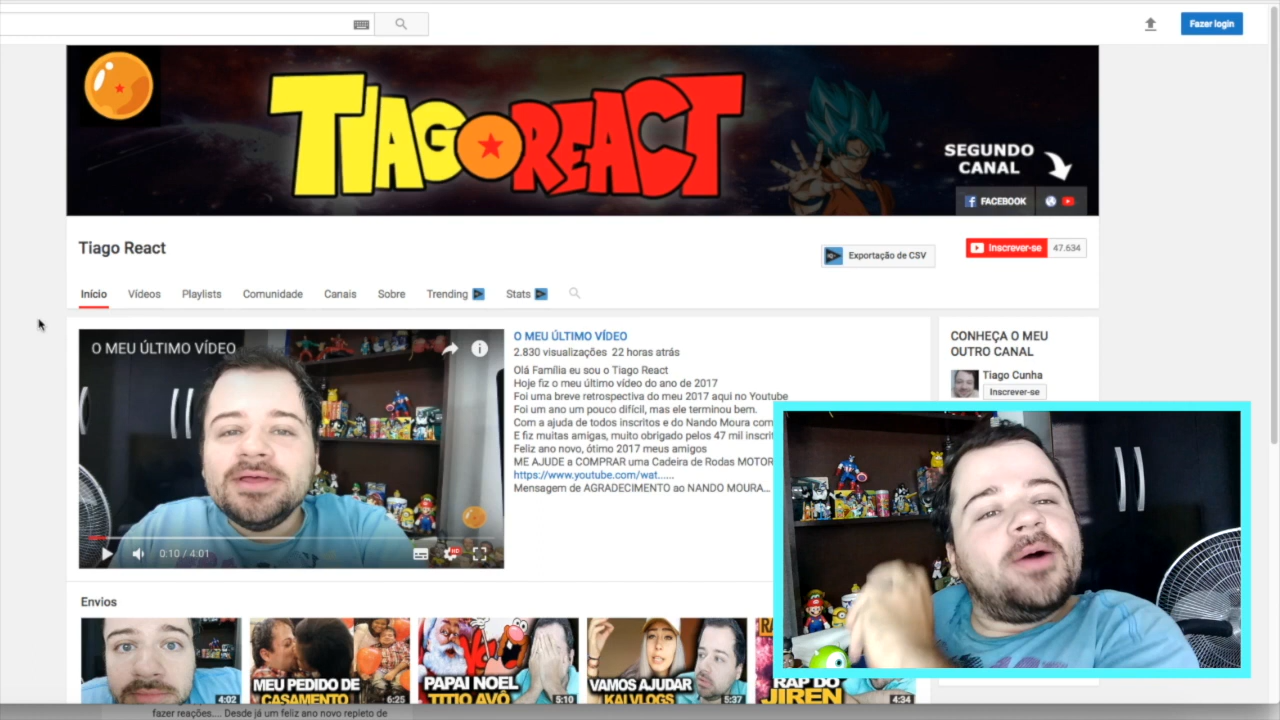 Fazer login
TIAGO REACT
SEGUNDO
CANAL
FACEBOOK
Tiago React
Exportação de CSV
Inscrever-se 47.634
Início Vídeos Playlists Comunidade Canais Sobre Trending Stats
O MEU ÚLTIMO VÍDEO
0:10 / 4:01
HD
O MEU ÚLTIMO VÍDEO
2.830 visualizações 22 horas atrás
Olá Família eu sou o Tiago React
Hoje fiz o meu último vídeo do ano de 2017
Foi uma breve retrospectiva do meu 2017 aqui no Youtube
Foi um ano um pouco difícil, mas ele terminou bem.
Com a ajuda de todos inscritos e do Nando Moura com
E fiz muitas amigas, muito obrigado pelos 47 mil inscrit
Feliz ano novo, ótimo 2017 meus amigos
ME AJUDE a COMPRAR uma Cadeira de Rodas MOTOR
https://www.youtube.com/wat......
Mensagem de AGRADECIMENTO ao NANDO MOURA...
CONHEÇA O MEU
OUTRO CANAL
Tiago Cunha
Inscrever-se
Envios
4:02
MEU PEDIDO DE
CASAMENTO
6:25
PAPAI NOEL
TITIO AVÔ
5:10
VAMOS AJUDAR
KAI VLOGS
5:37
RAP DO
JIREN
4:34
fazer reações.... Desde já um feliz ano novo repleto de